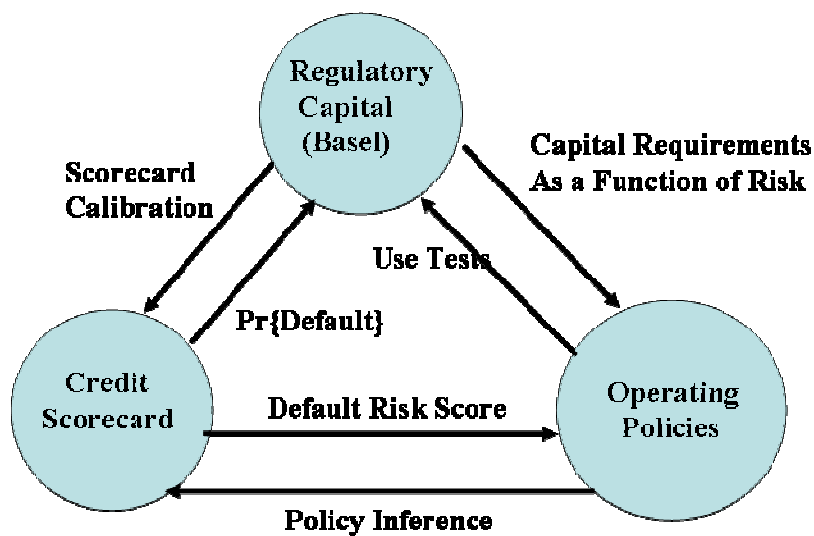 Regulatory
Capital
(Basel)
Scorecard
Calibration
Capital Requirements
As a Function of Risk
Use Tests
Pr{Default}
Credit
Scorecard
Default Risk Score
Operating
Policies
Policy Inference